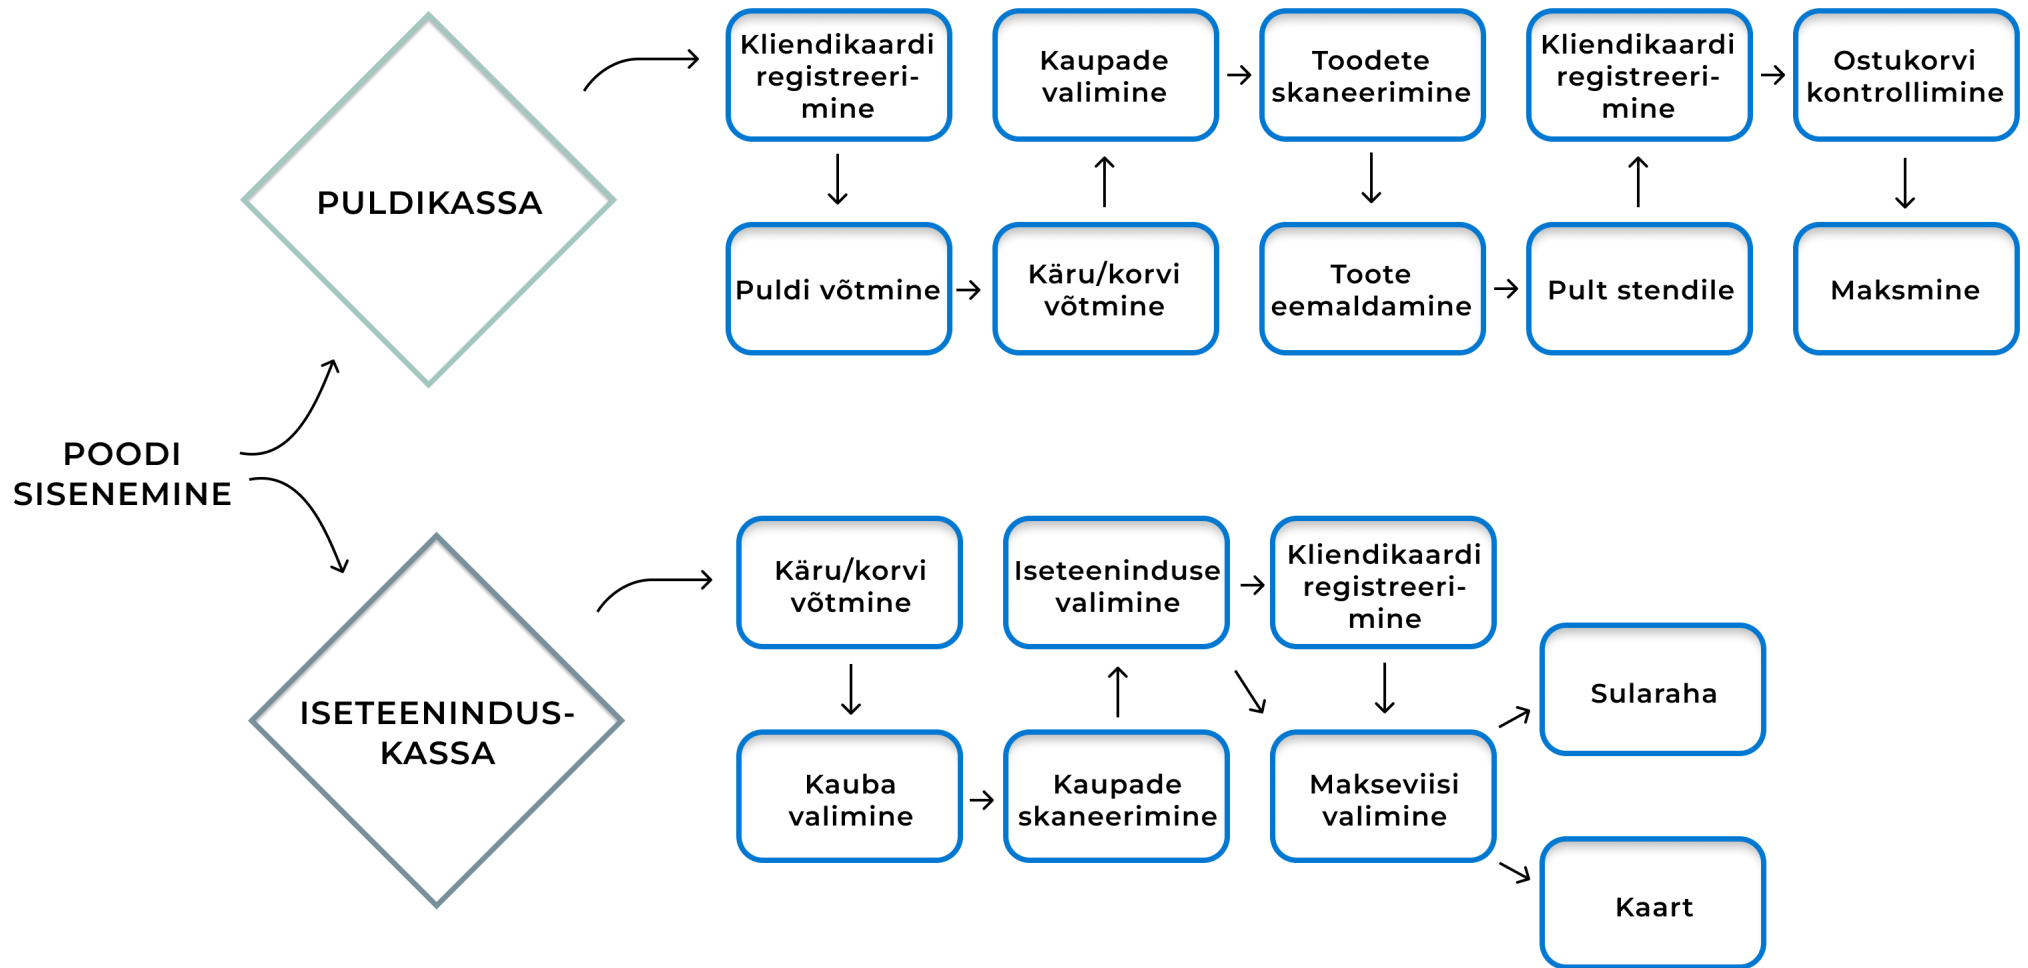 PULDIKASSA
Kliendikaardi
registreeri-
mine
Kaupade
valimine
Toodete
skaneerimine
Kliendikaardi
registreeri-
mine
Ostukorvi
kontrollimine
Puldi võtmine
Käru/korvi
võtmine
Toote
eemaldamine
Pult stendile
Maksmine
POODI
SISENEMINE
ISETEENINDUS-
KASSA
Käru/korvi
võtmine
Iseteeninduse
valimine
Kliendikaardi
registreeri-
mine
Kauba
valimine
Kaupade
skaneerimine
Makseviisi
valimine
Sularaha
Kaart